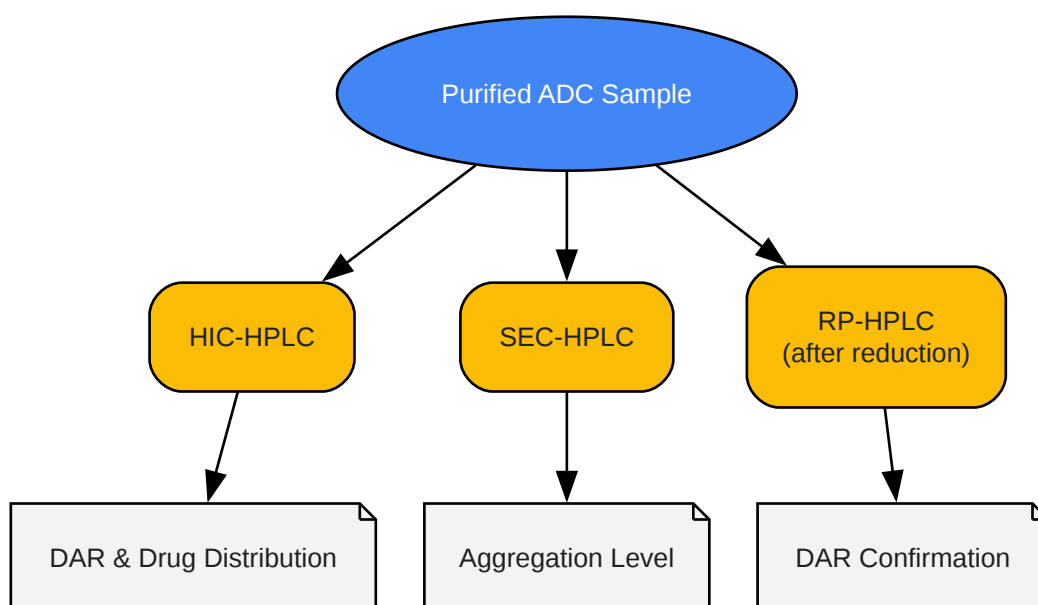 Purified ADC Sample
HIC-HPLC
SEC-HPLC
RP-HPLC
(after reduction)
DAR & Drug Distribution
Aggregation Level
DAR Confirmation